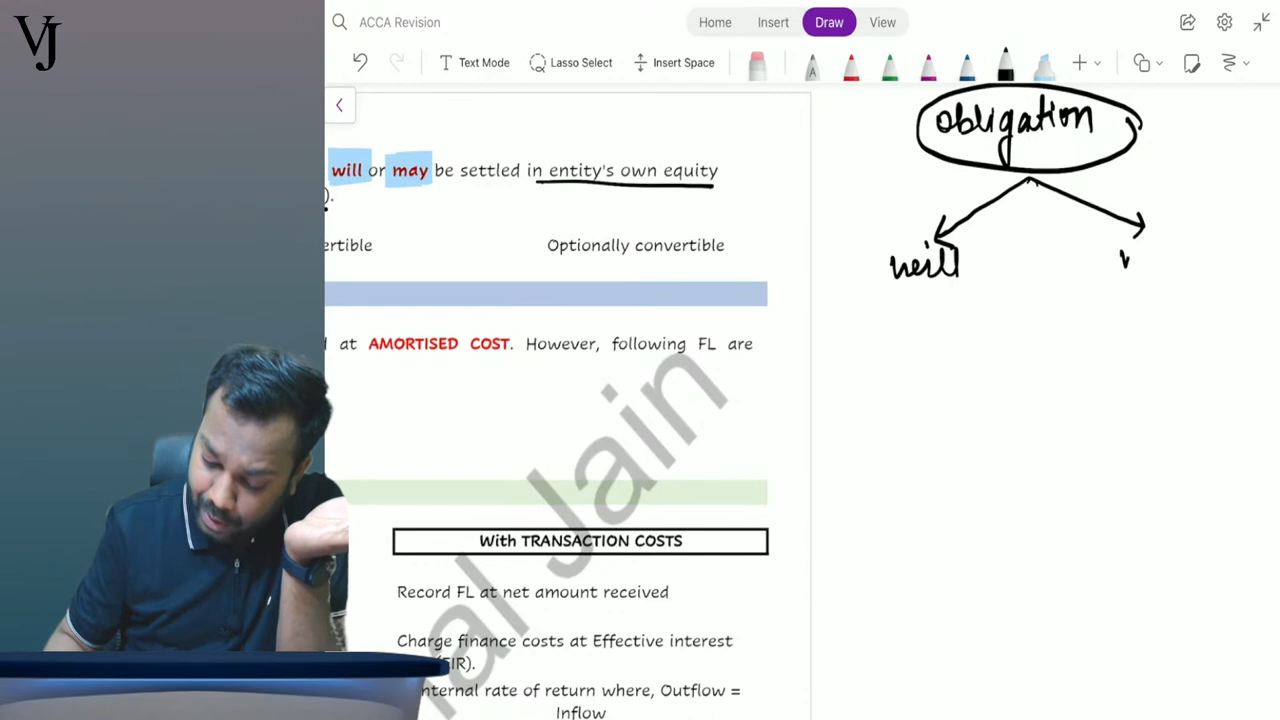 VJ
ACCA Revision
Home Insert Draw View
Text Mode Lasso Select Insert Space
obligation
will or may be settled in entity's own equity
).
ertible Optionally convertible
will
at AMORTISED COST. However, following FL are
With TRANSACTION COSTS
Record FL at net amount received
Charge finance costs at Effective interest
EIR).
nternal rate of return where, Outflow =
Inflow
al Jain